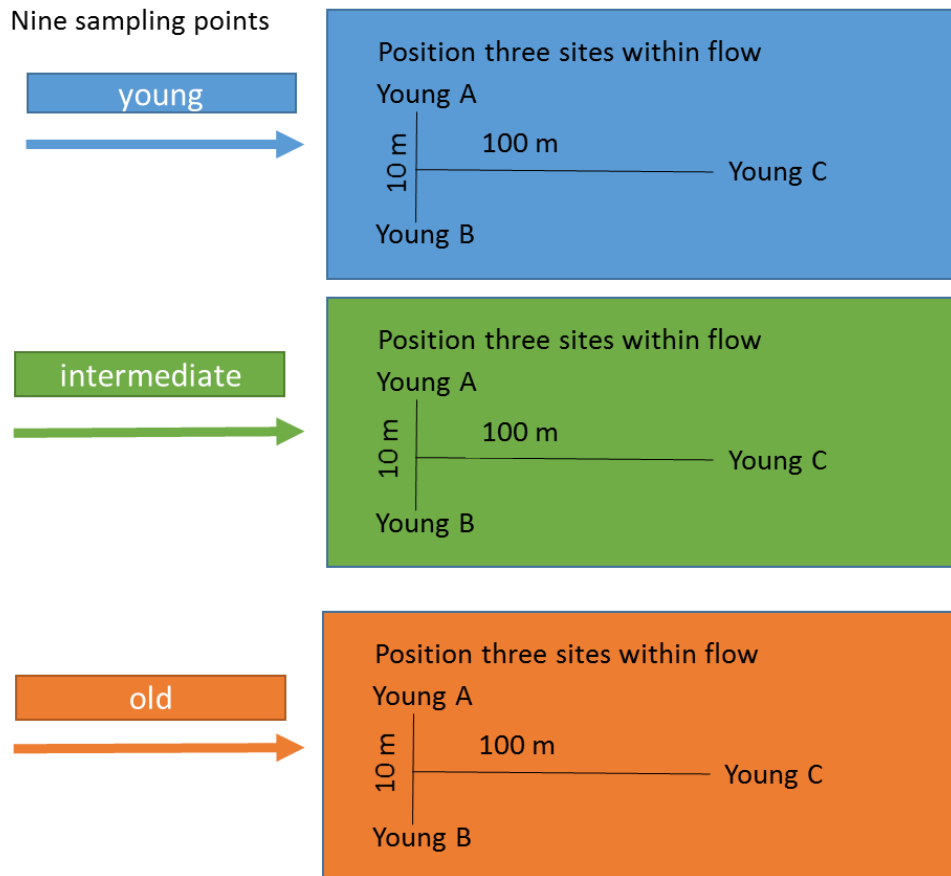 Nine sampling points
young
Position three sites within flow
Young A
10 m
100 m
Young C
Young B
intermediate
Position three sites within flow
Young A
10 m
100 m
Young C
Young B
old
Position three sites within flow
Young A
10 m
100 m
Young C
Young B